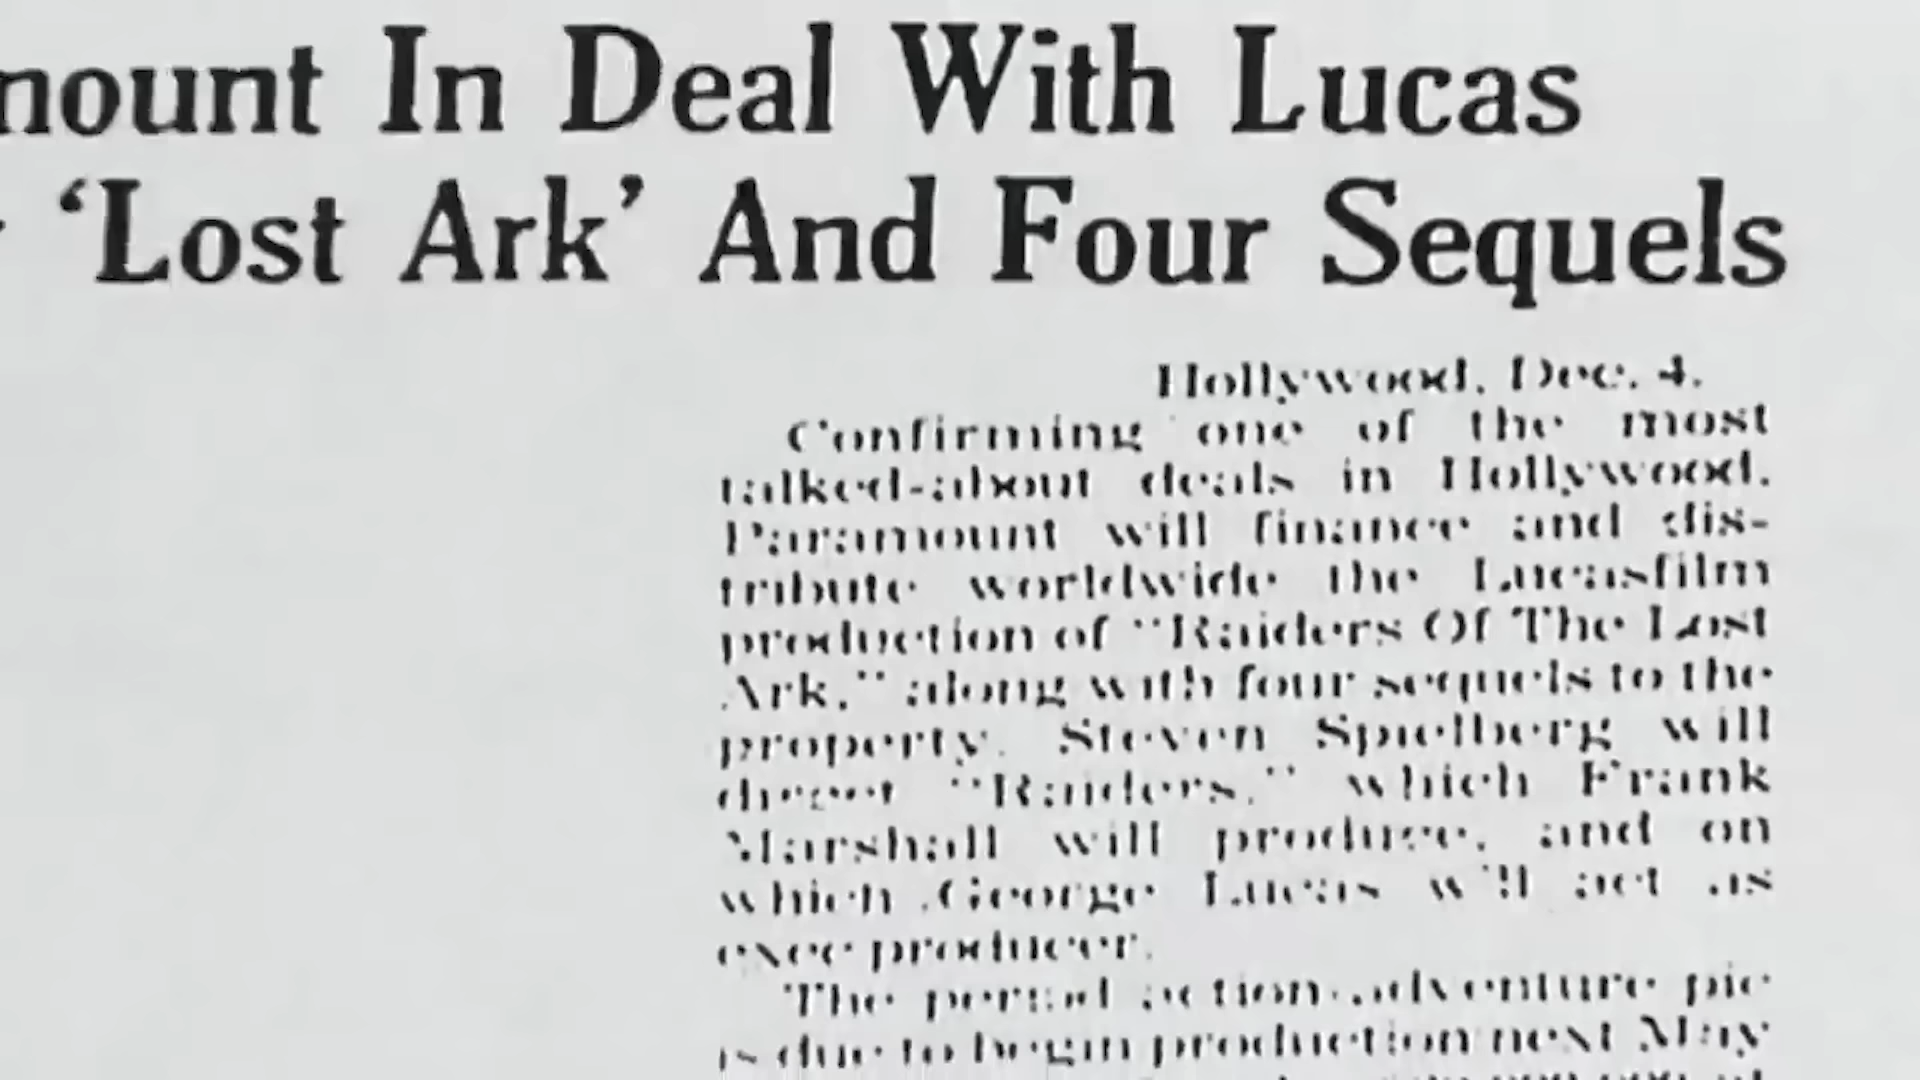 mount In Deal With Lucas
'Lost Ark' And Four Sequels
Hollywood, Dec. 4.
Confirming one of the most
talked-about deals in Hollywood,
Paramount will finance and dis-
tribute worldwide the Lucasfilm
production of "Raiders Of The Lost
Ark," along with four sequels to the
property. Steven Spielberg will
direct "Raiders," which Frank
Marshall will produce, and on
which George Lucas will act as
exec producer.
The period action-adventure pic
is due to begin production next May